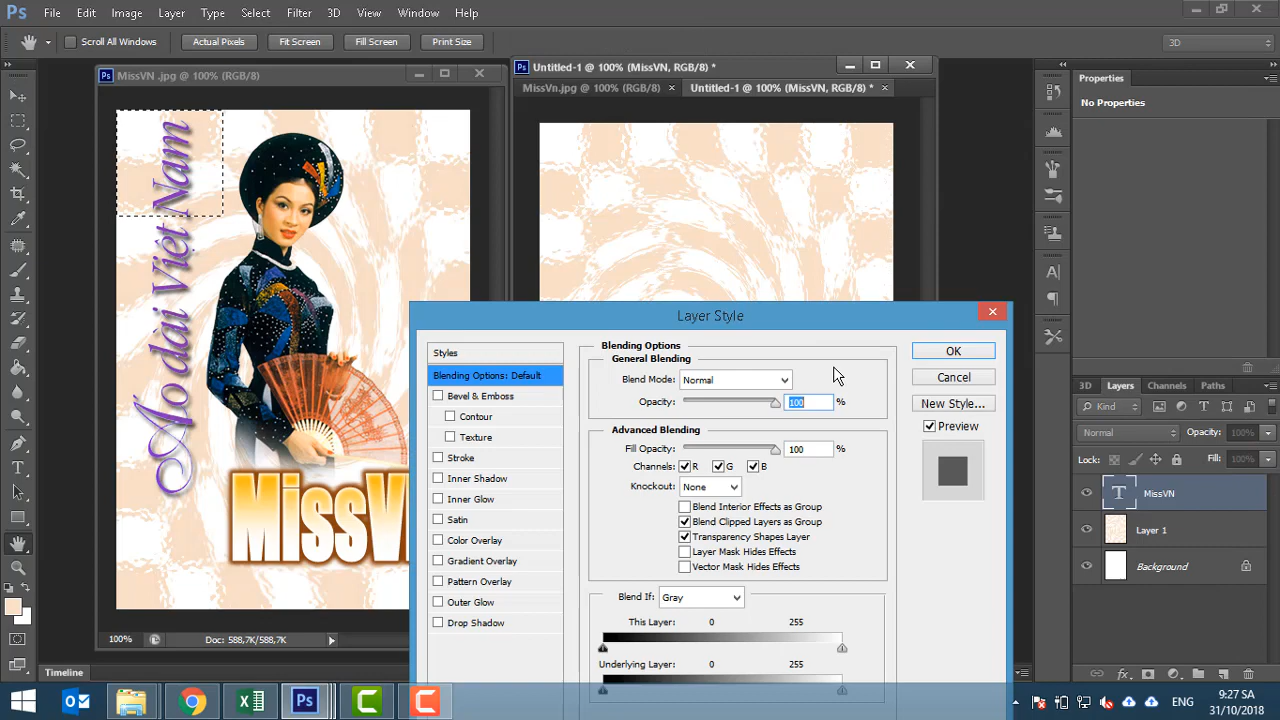 Ps File Edit Image Layer Type Select Filter 3D View Window Help
Scroll All Windows Actual Pixels Fit Screen Fill Screen Print Size 3D
MissVN .jpg @ 100% (RGB/8)
Áo dài Việt Nam
MissV
100% Doc: 588,7K/588,7K
Timeline
Untitled-1 @ 100% (MissVN, RGB/8) *
MissVn.jpg @ 100% (RGB/8) × Untitled-1 @ 100% (MissVN, RGB/8) * ×
Layer Style
Styles
Blending Options: Default
Bevel & Emboss
Contour
Texture
Stroke
Inner Shadow
Inner Glow
Satin
Color Overlay
Gradient Overlay
Pattern Overlay
Outer Glow
Drop Shadow
Blending Options
General Blending
Blend Mode: Normal
Opacity: 100 %
Advanced Blending
Fill Opacity: 100 %
Channels: R G B
Knockout: None
Blend Interior Effects as Group
Blend Clipped Layers as Group
Transparency Shapes Layer
Layer Mask Hides Effects
Vector Mask Hides Effects
Blend If: Gray
This Layer: 0 255
Underlying Layer: 0 255
OK
Cancel
New Style...
Preview
Properties
No Properties
3D Layers Channels Paths
Kind
Normal Opacity: 100%
Lock: Fill: 100%
MissVN
Layer 1
Background
ENG 9:27 SA
31/10/2018